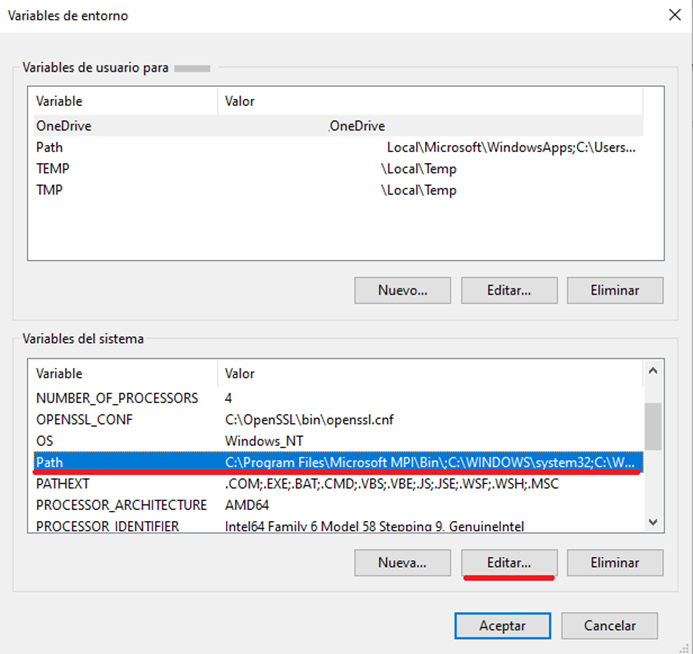 Variables de entorno
Variables de usuario para
Variable Valor
OneDrive .OneDrive
Path Local\Microsoft\WindowsApps;C:\Users...
TEMP \Local\Temp
TMP \Local\Temp
Nuevo... Editar... Eliminar
Variables del sistema
Variable Valor
NUMBER_OF_PROCESSORS 4
OPENSSL_CONF C:\OpenSSL\bin\openssl.cnf
OS Windows_NT
Path C:\Program Files\Microsoft MPI\Bin\;C:\WINDOWS\system32;C:\W...
PATHEXT .COM;.EXE;.BAT;.CMD;.VBS;.VBE;.JS;.JSE;.WSF;.WSH;.MSC
PROCESSOR_ARCHITECTURE AMD64
PROCESSOR_IDENTIFIER Intel64 Family 6 Model 58 Stepping 9, GenuineIntel
Nueva... Editar... Eliminar
Aceptar Cancelar